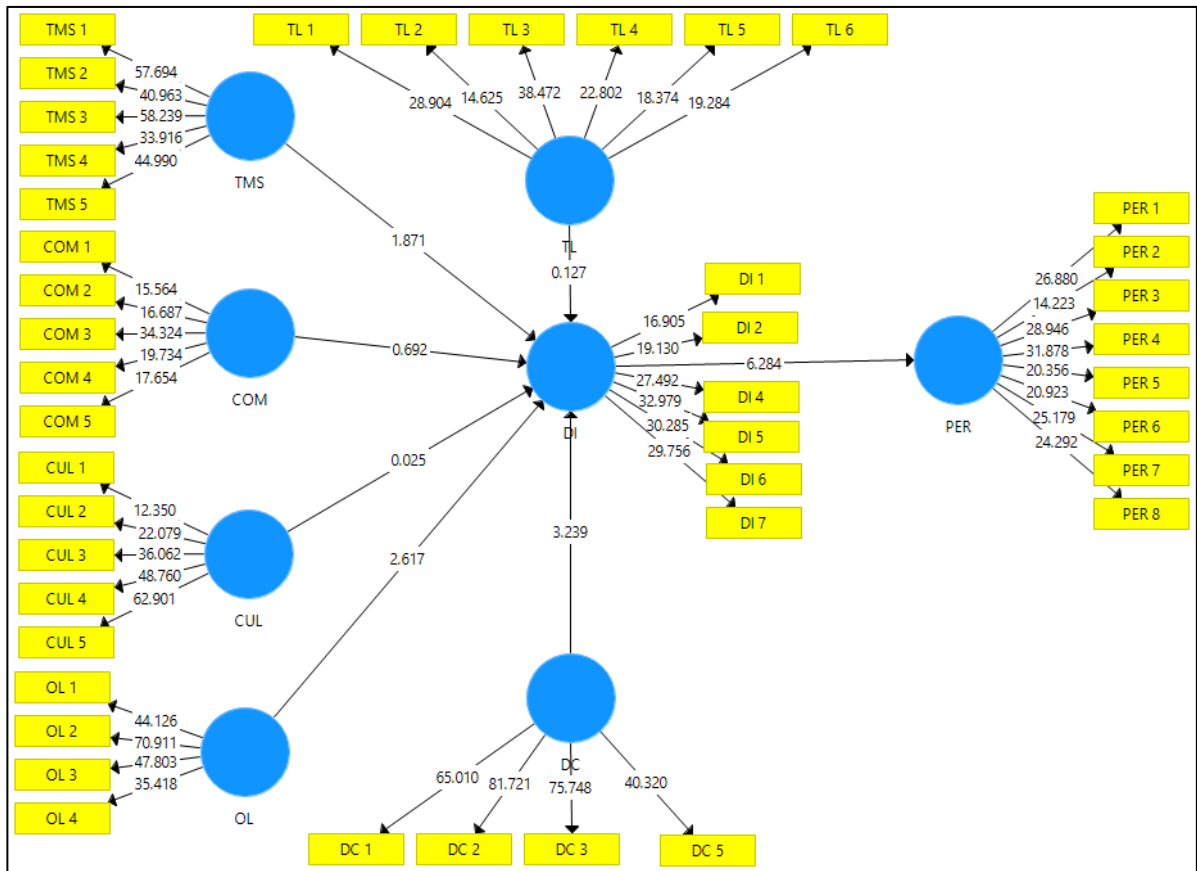 TMS 1
TMS 2
TMS 3
TMS 4
TMS 5
57.694
40.963
58.239
33.916
44.990
TMS
TL 1
TL 2
TL 3
TL 4
TL 5
TL 6
28.904
14.625
38.472
22.802
18.374
19.284
TL
COM 1
COM 2
COM 3
COM 4
COM 5
15.564
16.687
34.324
19.734
17.654
COM
CUL 1
CUL 2
CUL 3
CUL 4
CUL 5
12.350
22.079
36.062
48.760
62.901
CUL
OL 1
OL 2
OL 3
OL 4
44.126
70.911
47.803
35.418
OL
1.871
0.127
0.692
0.025
2.617
3.239
6.284
DI
16.905
19.130
27.492
32.979
30.285
29.756
DI 1
DI 2
DI 4
DI 5
DI 6
DI 7
DC
65.010
81.721
75.748
40.320
DC 1
DC 2
DC 3
DC 5
PER
26.880
14.223
28.946
31.878
20.356
20.923
25.179
24.292
PER 1
PER 2
PER 3
PER 4
PER 5
PER 6
PER 7
PER 8